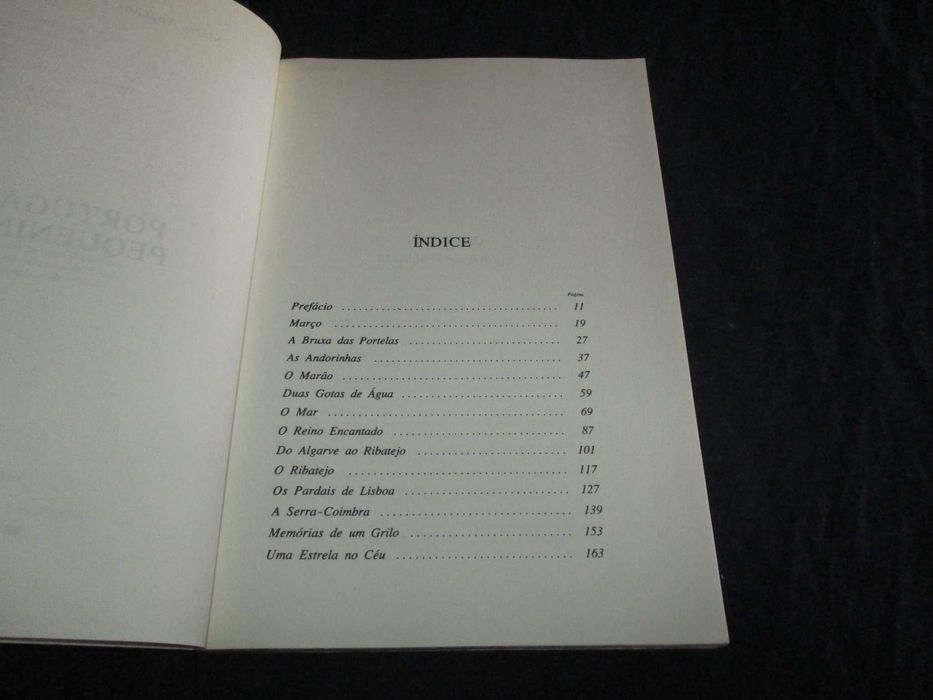 PORTUGA
PEQUENIN
ÍNDICE
Página
Prefácio 11
Março 19
A Bruxa das Portelas 27
As Andorinhas 37
O Marão 47
Duas Gotas de Água 59
O Mar 69
O Reino Encantado 87
Do Algarve ao Ribatejo 101
O Ribatejo 117
Os Pardais de Lisboa 127
A Serra-Coimbra 139
Memórias de um Grilo 153
Uma Estrela no Céu 163